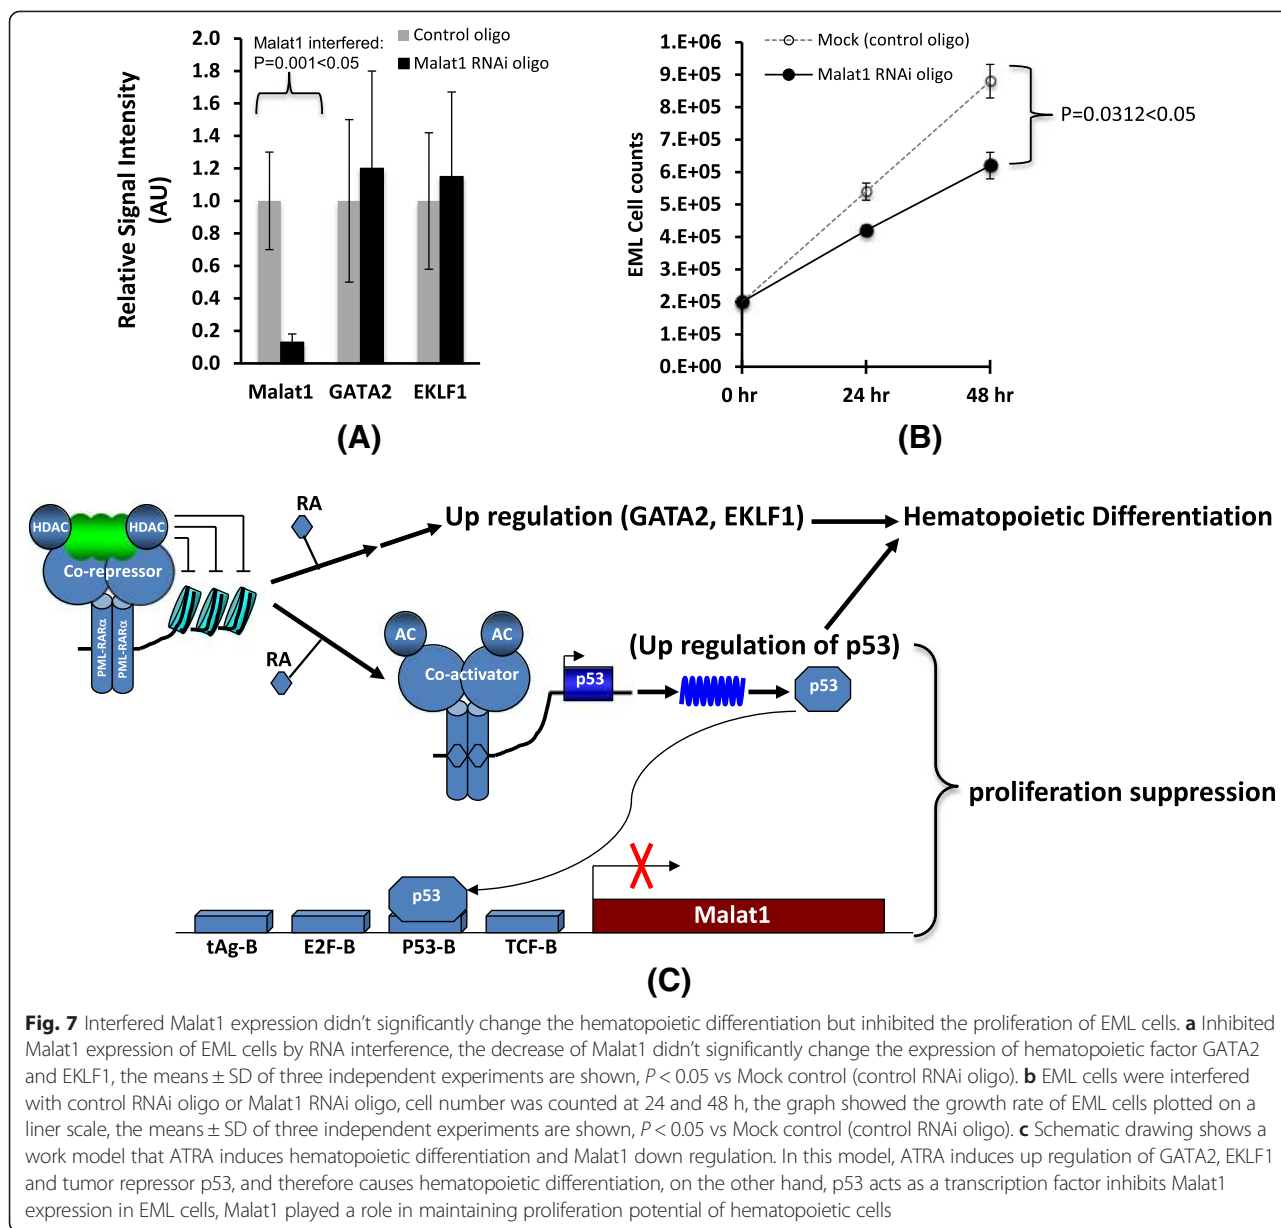 2.0
1.8
1.6
1.4
1.2
1.0
0.8
0.6
0.4
0.2
0.0
Relative Signal Intensity
(AU)
Malat1 interfered:
P=0.001<0.05
Control oligo
Malat1 RNAi oligo
Malat1 GATA2 EKLF1
(A)
1.E+06
9.E+05
8.E+05
7.E+05
6.E+05
5.E+05
4.E+05
3.E+05
2.E+05
1.E+05
0.E+00
EML Cell counts
Mock (control oligo)
Malat1 RNAi oligo
P=0.0312<0.05
0 hr 24 hr 48 hr
(B)
HDAC HDAC
Co-repressor
PML-RARα PML-RARα
RA
Up regulation (GATA2, EKLF1)
Hematopoietic Differentiation
RA
AC AC
Co-activator
p53
(Up regulation of p53)
p53
proliferation suppression
p53
Malat1
tAg-B E2F-B P53-B TCF-B
(C)
Fig. 7 Interfered Malat1 expression didn’t significantly change the hematopoietic differentiation but inhibited the proliferation of EML cells. a Inhibited
Malat1 expression of EML cells by RNA interference, the decrease of Malat1 didn’t significantly change the expression of hematopoietic factor GATA2
and EKLF1, the means ± SD of three independent experiments are shown, P < 0.05 vs Mock control (control RNAi oligo). b EML cells were interfered
with control RNAi oligo or Malat1 RNAi oligo, cell number was counted at 24 and 48 h, the graph showed the growth rate of EML cells plotted on a
liner scale, the means ± SD of three independent experiments are shown, P < 0.05 vs Mock control (control RNAi oligo). c Schematic drawing shows a
work model that ATRA induces hematopoietic differentiation and Malat1 down regulation. In this model, ATRA induces up regulation of GATA2, EKLF1
and tumor repressor p53, and therefore causes hematopoietic differentiation, on the other hand, p53 acts as a transcription factor inhibits Malat1
expression in EML cells, Malat1 played a role in maintaining proliferation potential of hematopoietic cells